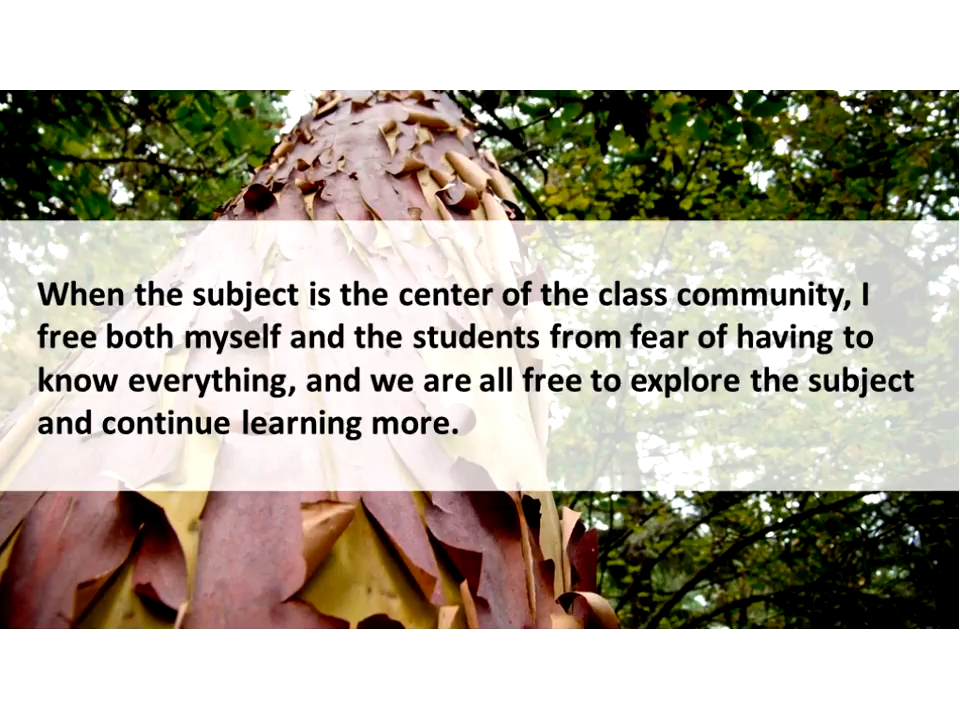 When the subject is the center of the class community, I
free both myself and the students from fear of having to
know everything, and we are all free to explore the subject
and continue learning more.